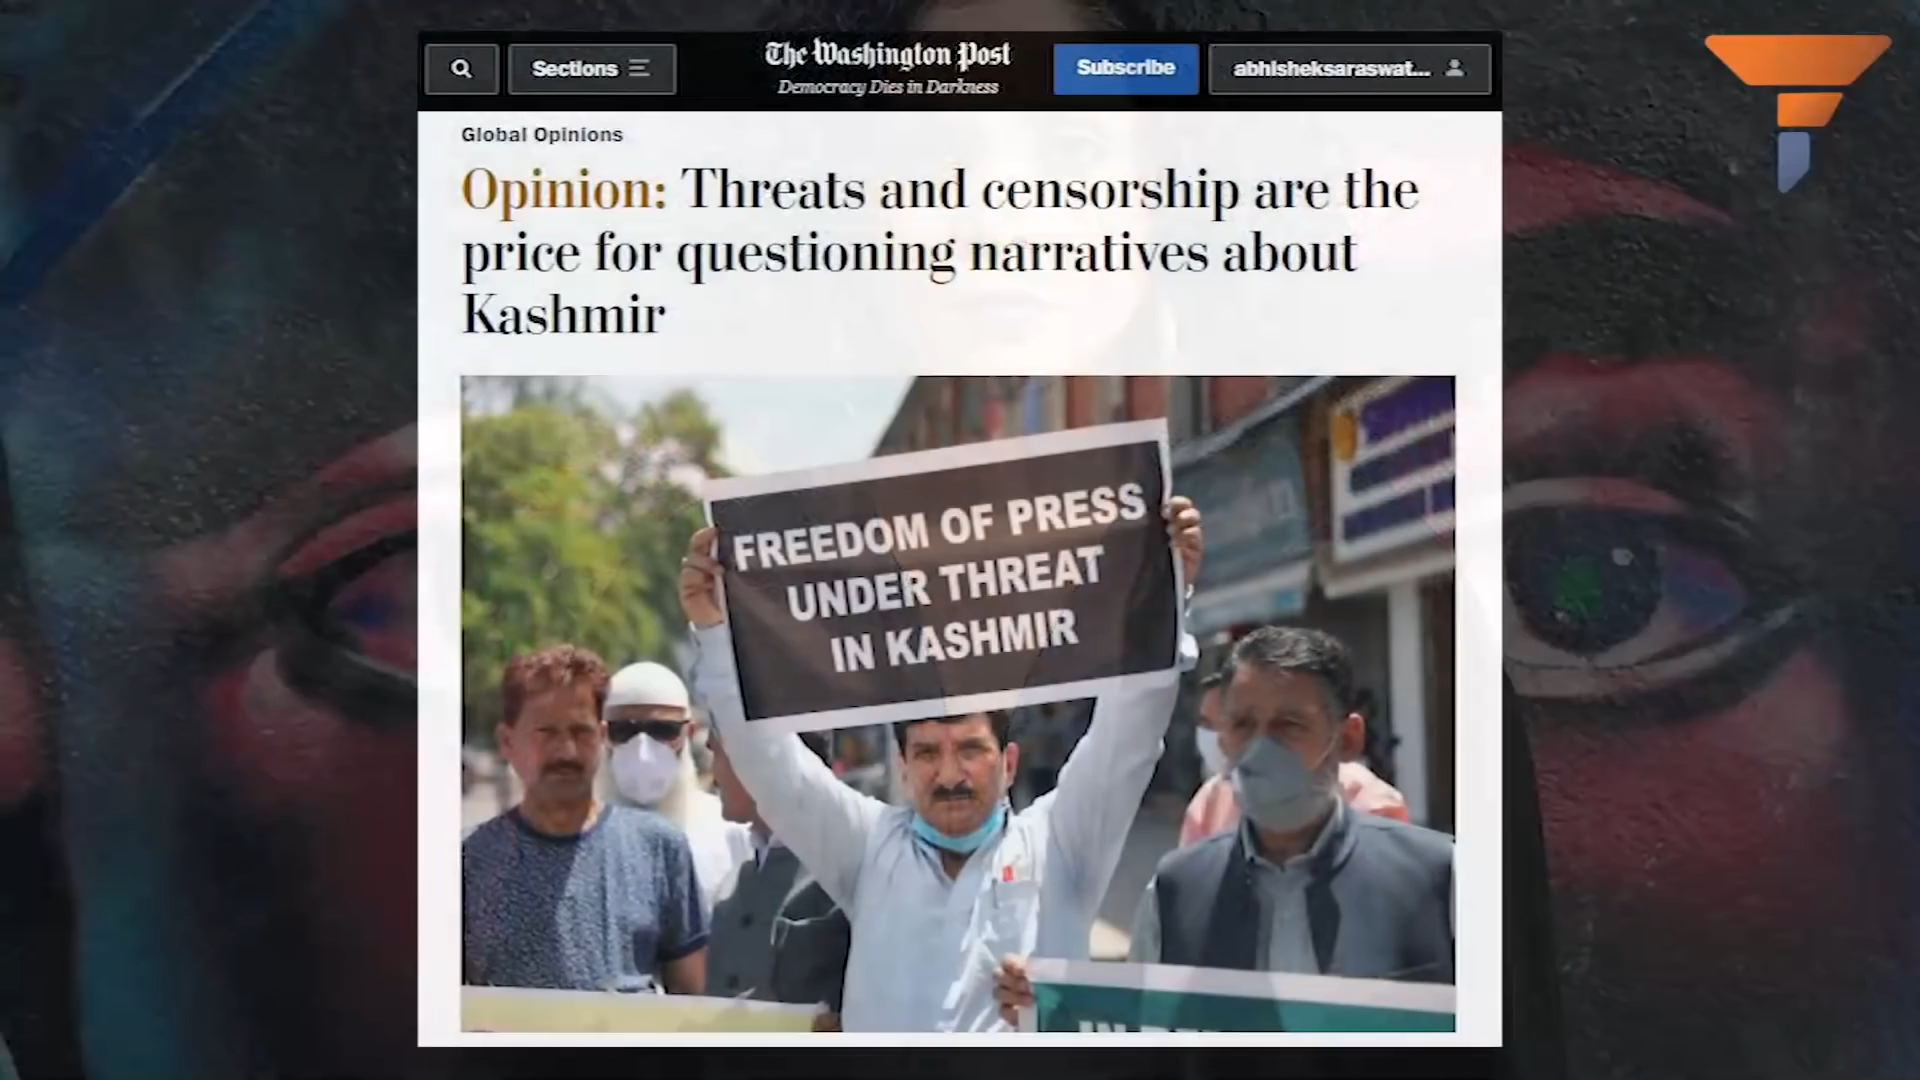 Sections
The Washington Post
Democracy Dies in Darkness
Subscribe
abhisheksaraswat...
Global Opinions
Opinion: Threats and censorship are the
price for questioning narratives about
Kashmir
FREEDOM OF PRESS
UNDER THREAT
IN KASHMIR